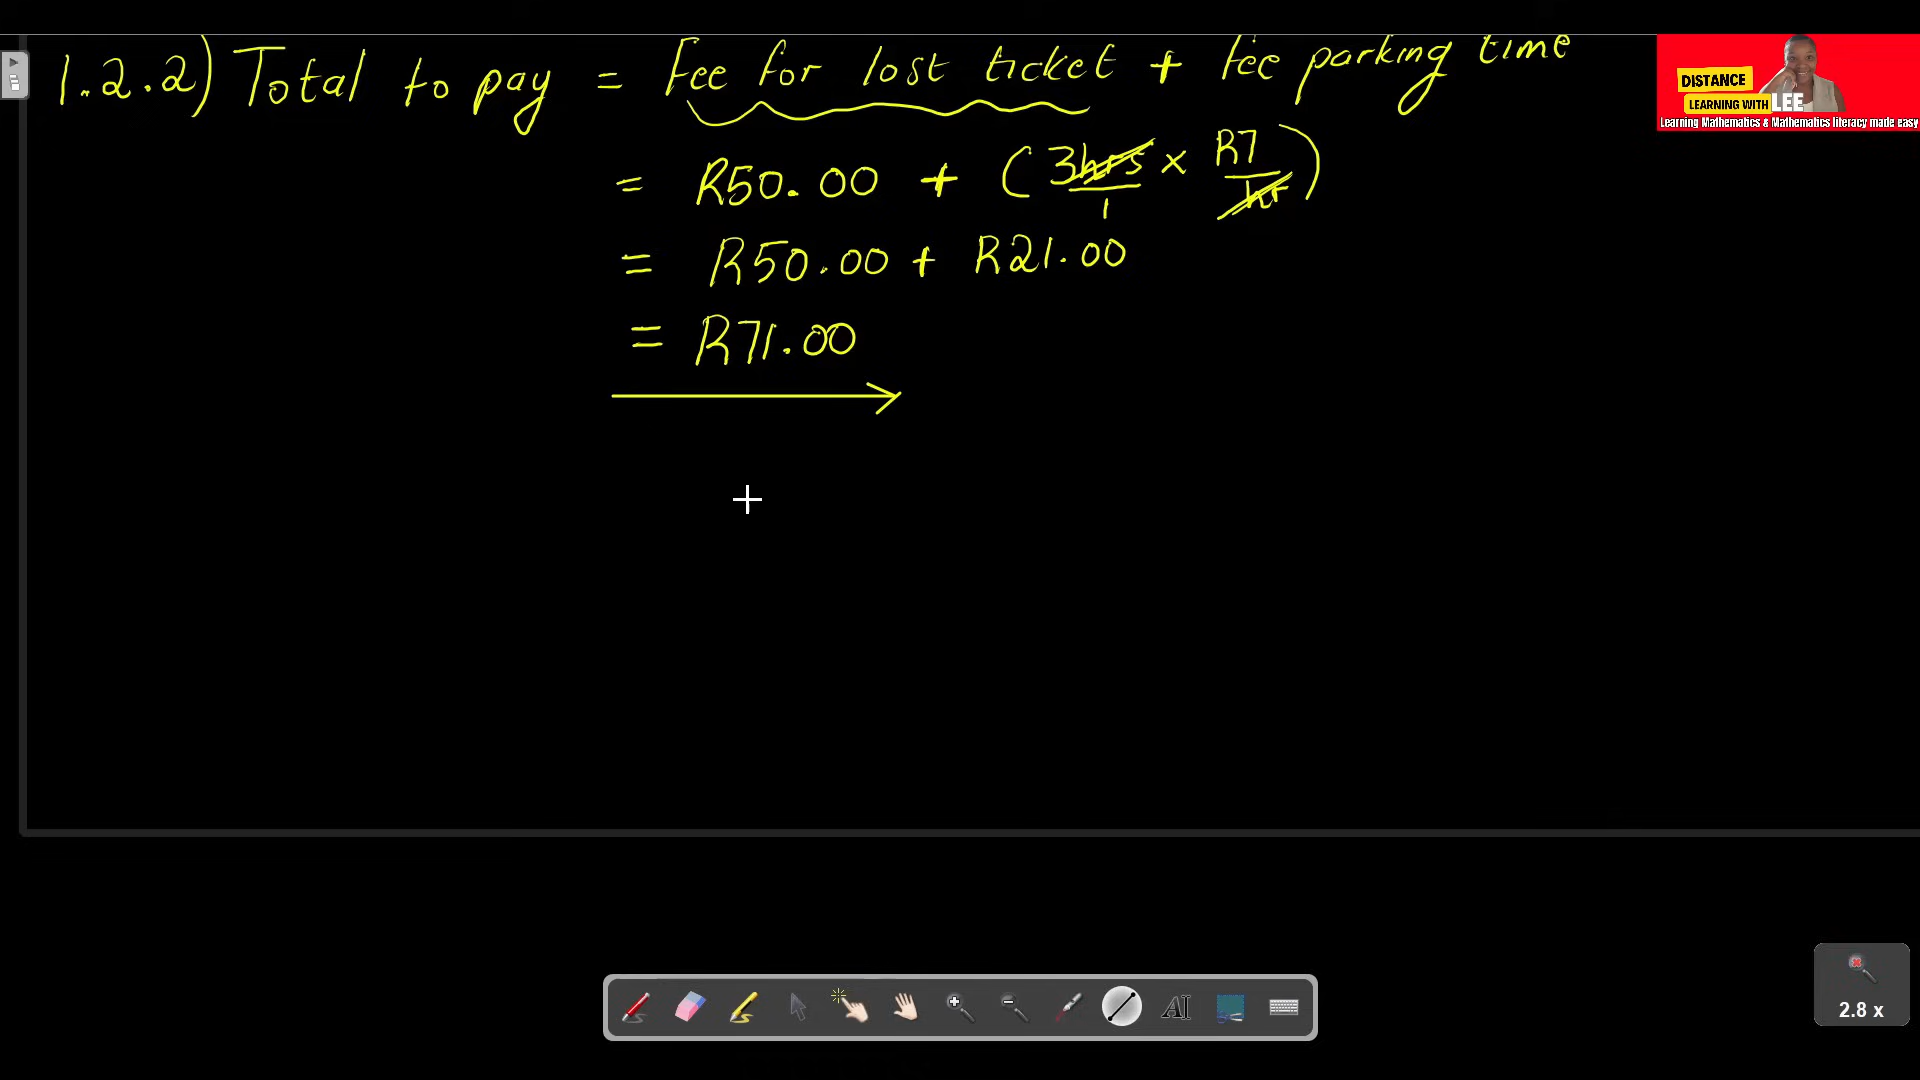 1.2.2) Total to pay = Fee for lost ticket + fee parking time
= R50.00 + (3hrs/1 × R7/hr)
= R50.00 + R21.00
= R71.00
DISTANCE
LEARNING WITH LEE
Learning Mathematics & Mathematics literacy made easy
AI
2.8 x